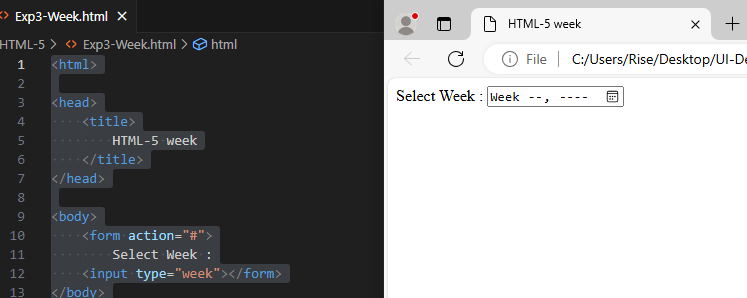 Exp3-Week.html ×
HTML-5 > Exp3-Week.html > html
1 <html>
2
3 <head>
4 <title>
5 HTML-5 week
6 </title>
7 </head>
8
9 <body>
10 <form action="#">
11 Select Week :
12 <input type="week"></form>
13 </body>
HTML-5 week ×
File C:/Users/Rise/Desktop/UI-De
Select Week : Week --, ----